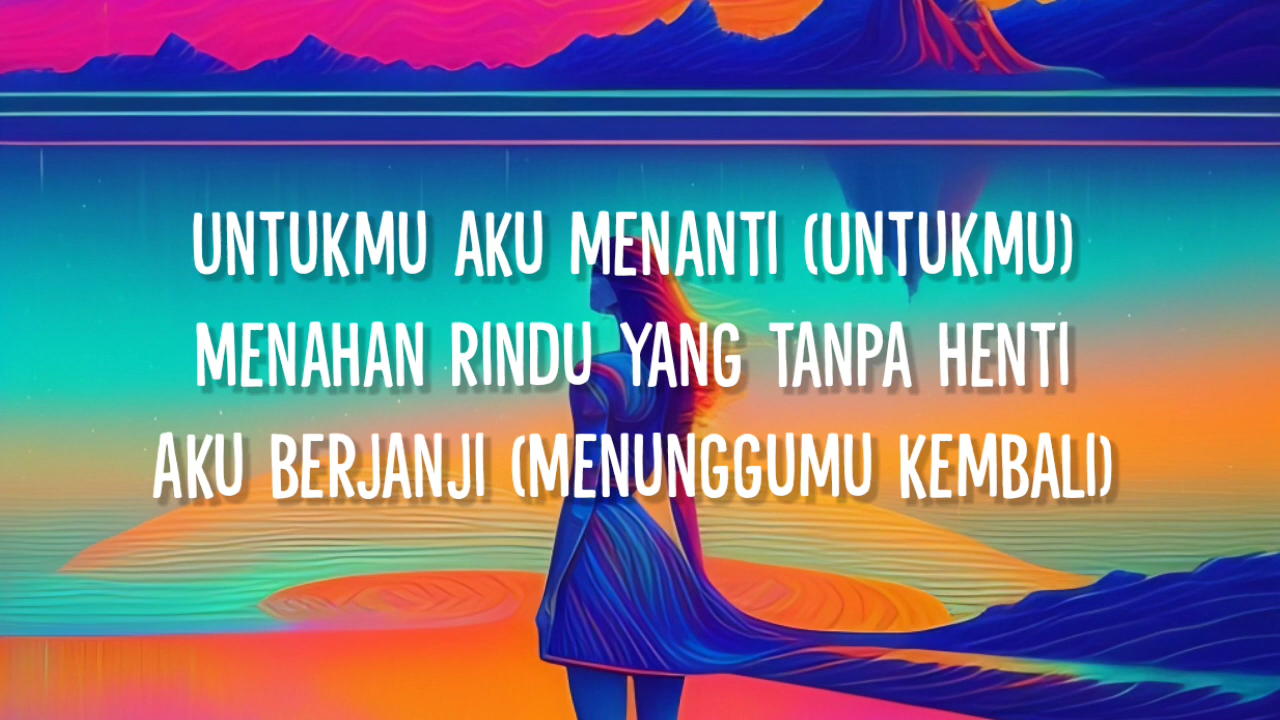 UNTUKMU AKU MENANTI (UNTUKMU)
MENAHAN RINDU YANG TANPA HENTI
AKU BERJANJI (MENUNGGUMU KEMBALI)